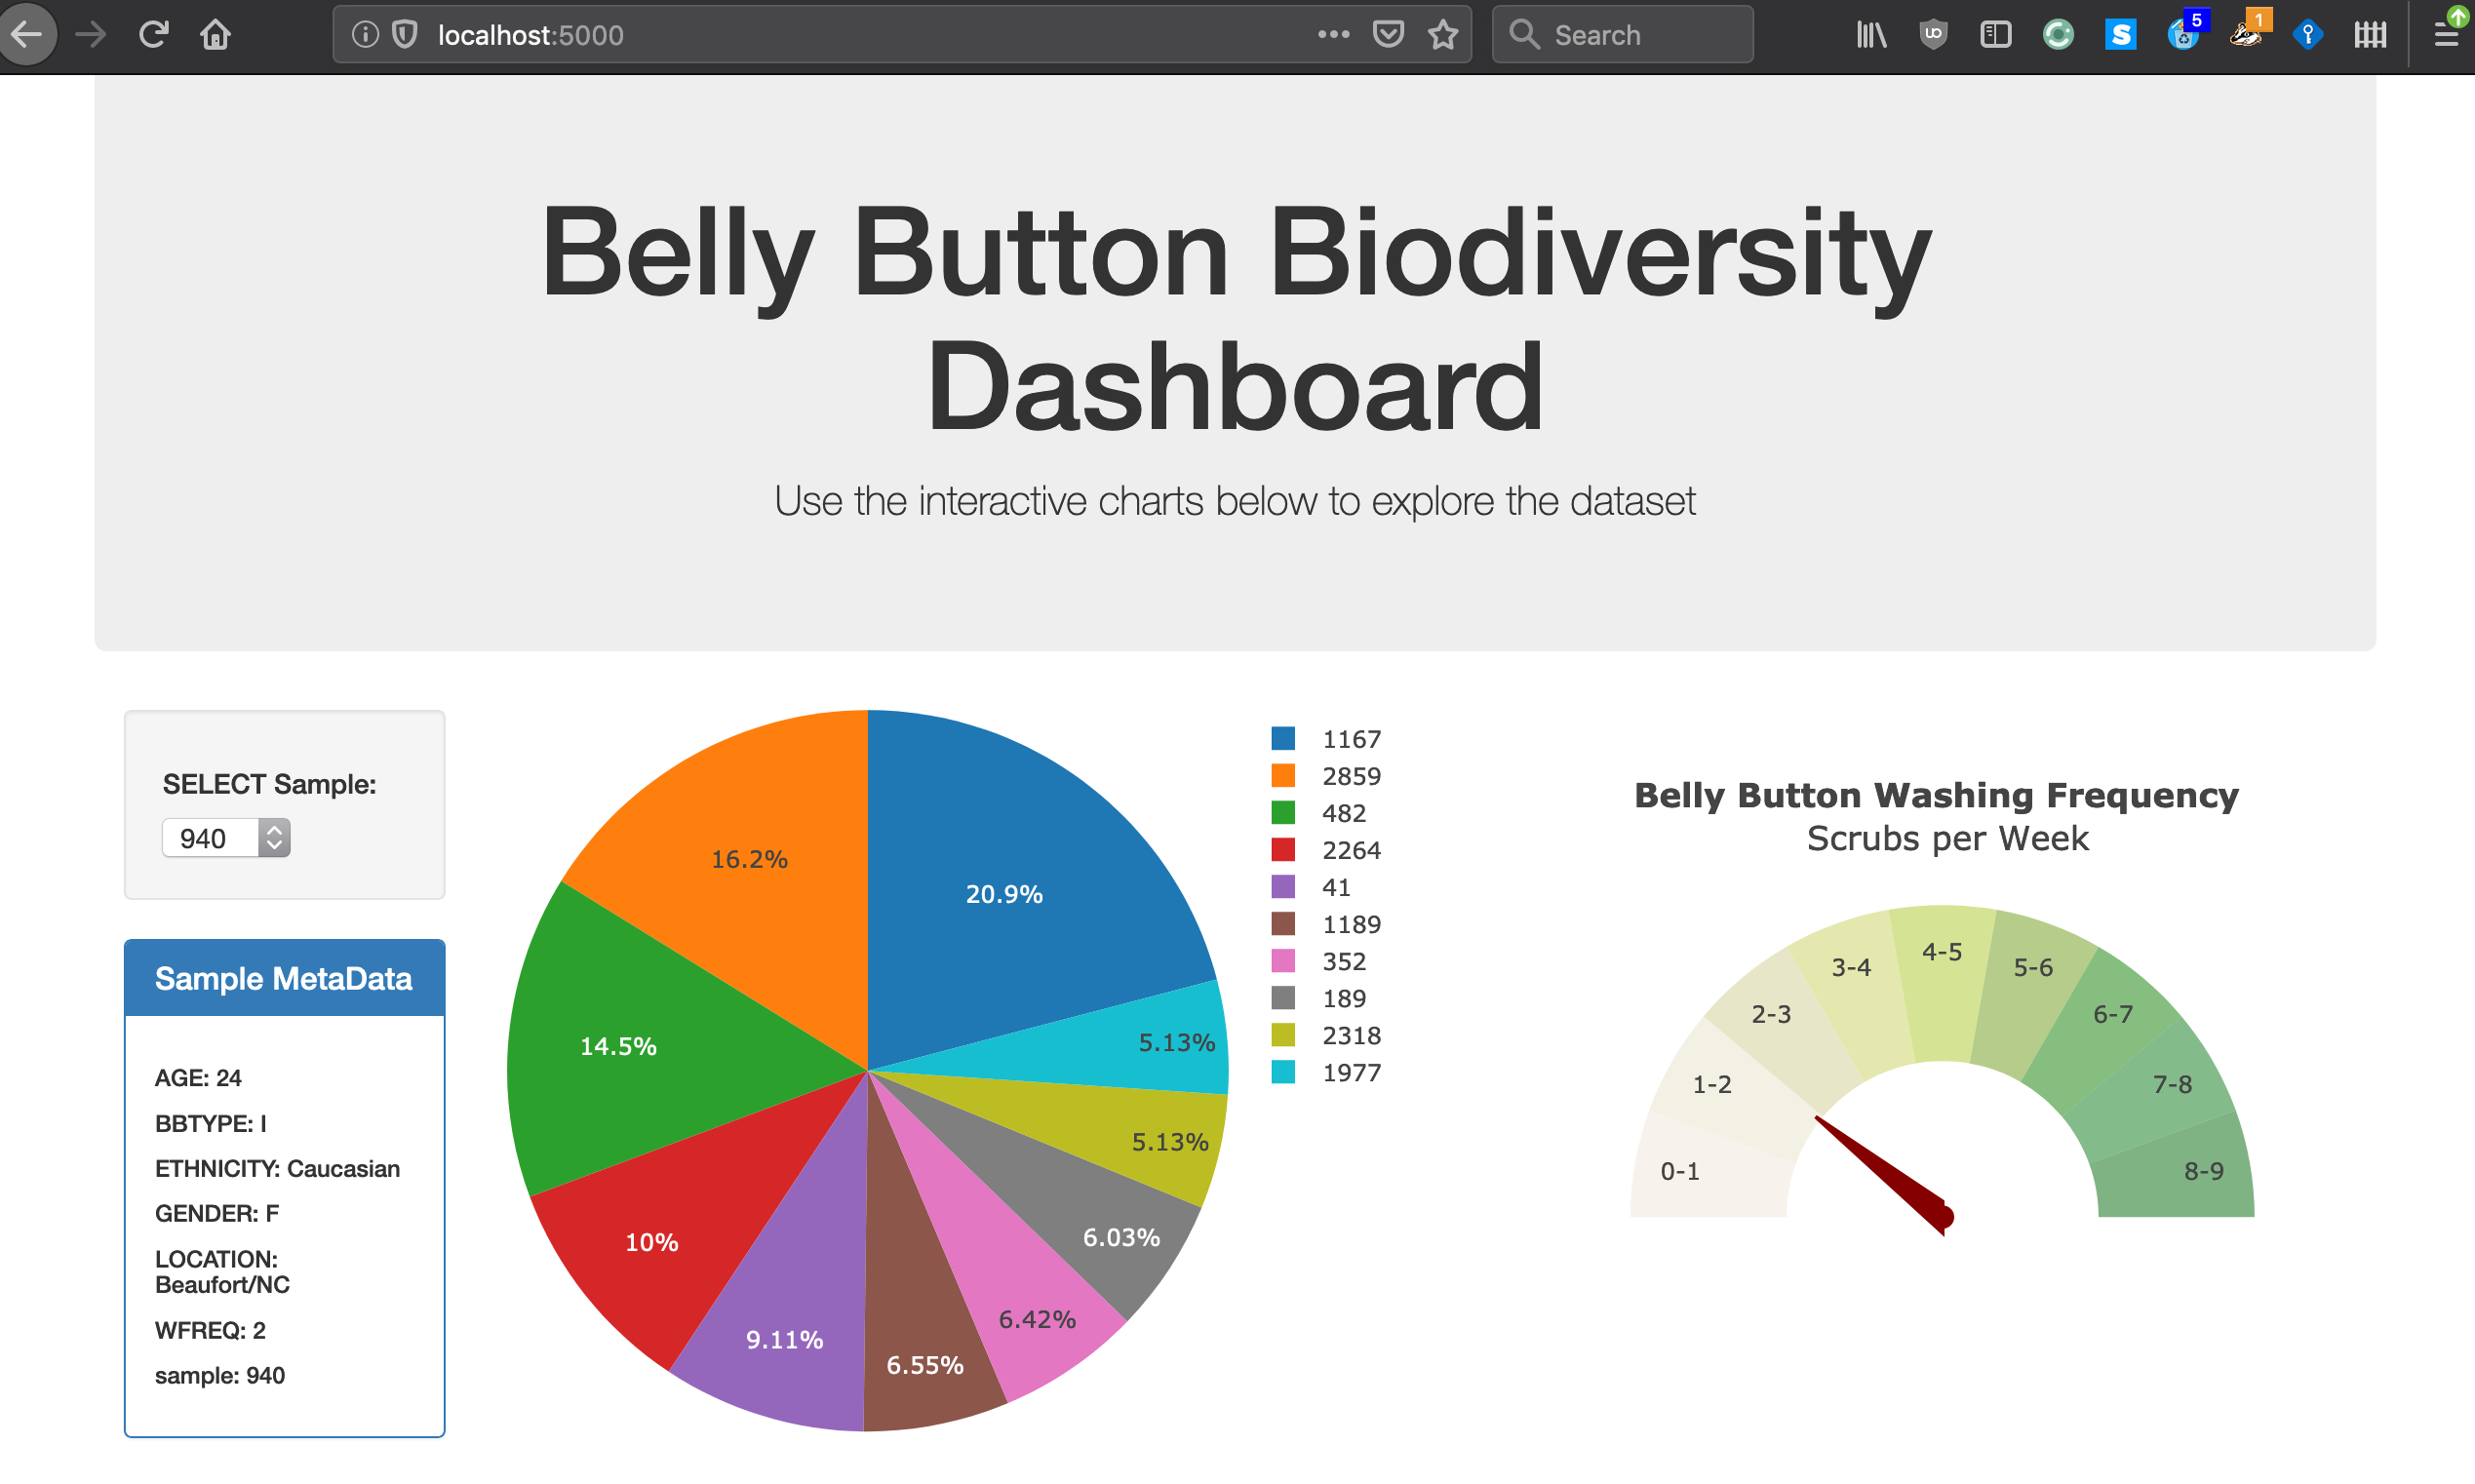 localhost:5000
Search
5
1
Belly Button Biodiversity
Dashboard
Use the interactive charts below to explore the dataset
SELECT Sample:
940
Sample MetaData
AGE: 24
BBTYPE: I
ETHNICITY: Caucasian
GENDER: F
LOCATION:
Beaufort/NC
WFREQ: 2
sample: 940
20.9%
16.2%
14.5%
10%
9.11%
6.55%
6.42%
6.03%
5.13%
5.13%
1167
2859
482
2264
41
1189
352
189
2318
1977
Belly Button Washing Frequency
Scrubs per Week
0-1
1-2
2-3
3-4
4-5
5-6
6-7
7-8
8-9